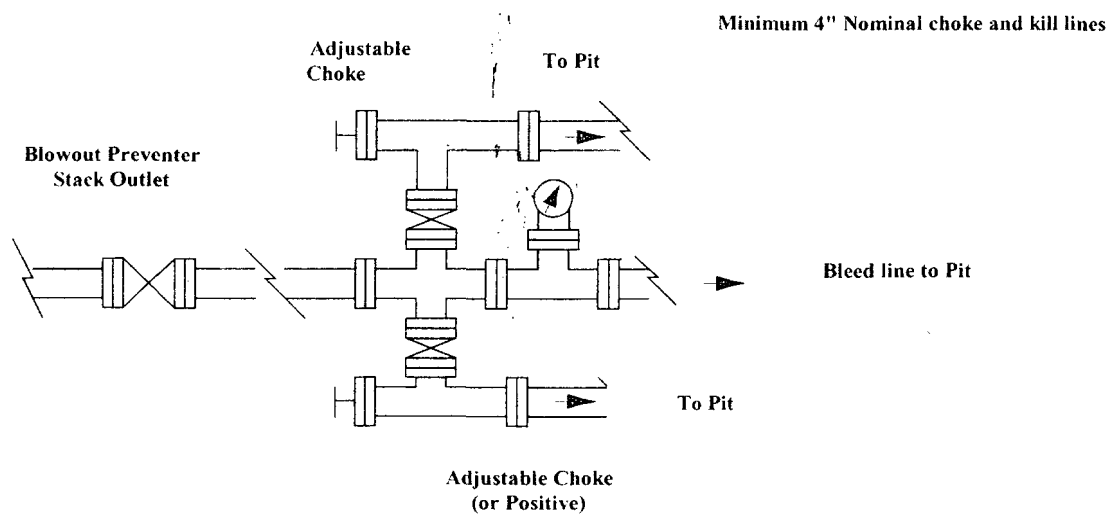 Minimum 4" Nominal choke and kill lines
Adjustable
Choke
To Pit
Blowout Preventer
Stack Outlet
Bleed line to Pit
To Pit
Adjustable Choke
(or Positive)